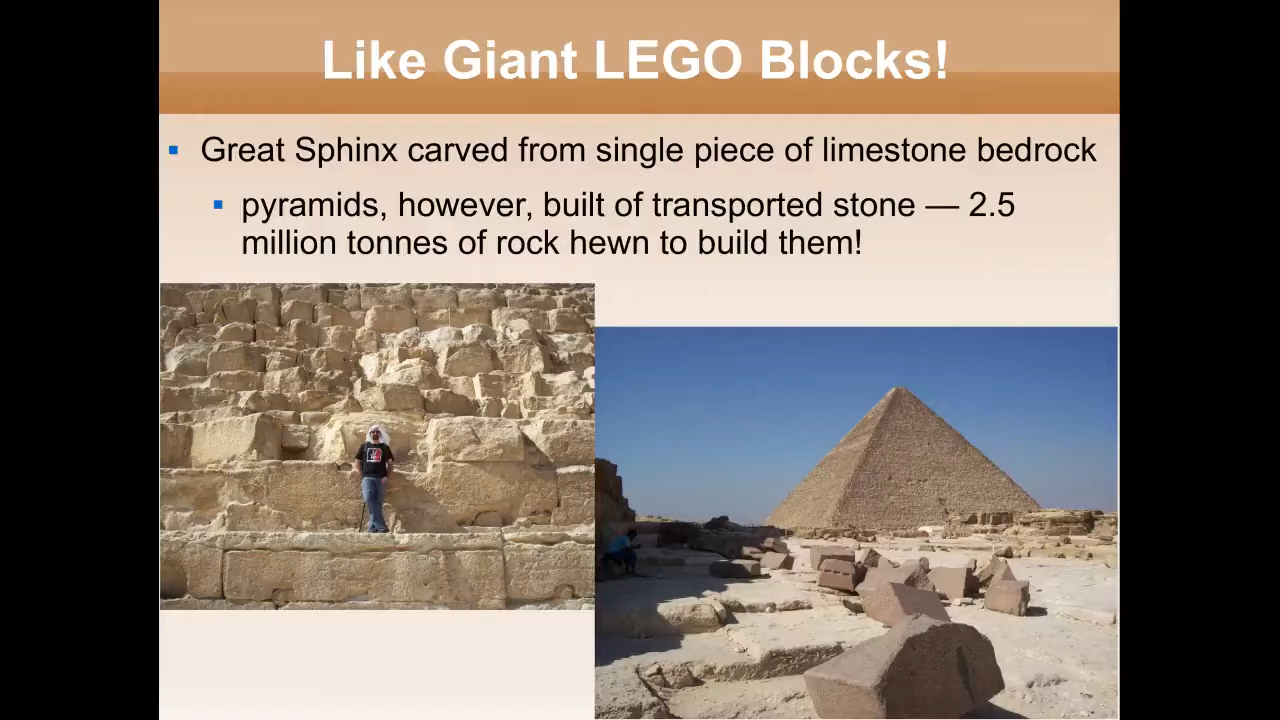 Like Giant LEGO Blocks!
Great Sphinx carved from single piece of limestone bedrock
pyramids, however, built of transported stone — 2.5
million tonnes of rock hewn to build them!